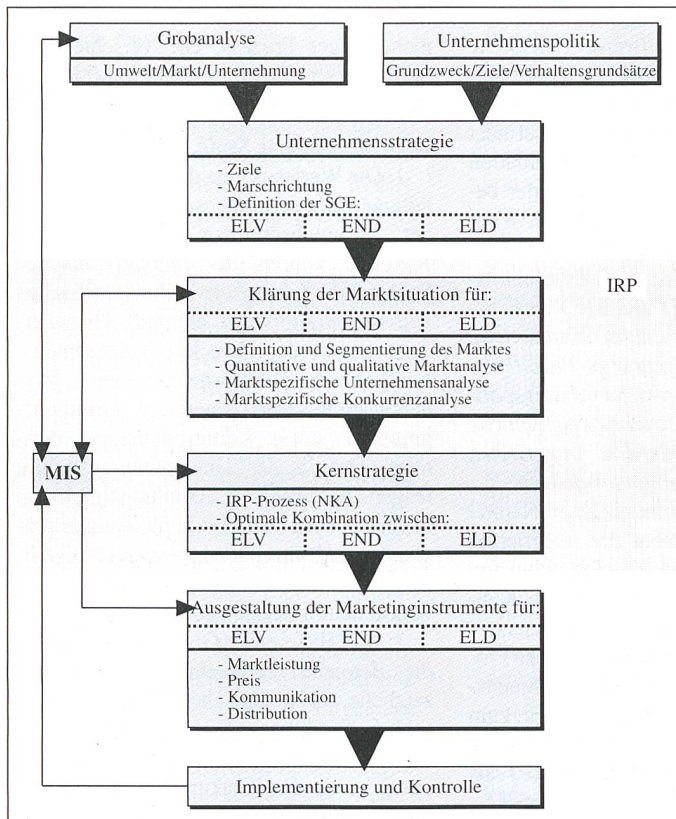 Grobanalyse
Umwelt/Markt/Unternehmung
Unternehmenspolitik
Grundzweck/Ziele/Verhaltensgrundsätze
Unternehmensstrategie
- Ziele
- Marschrichtung
- Definition der SGE:
ELV END ELD
Klärung der Marktsituation für:
ELV END ELD
- Definition und Segmentierung des Marktes
- Quantitative und qualitative Marktanalyse
- Marktspezifische Unternehmensanalyse
- Marktspezifische Konkurrenzanalyse
IRP
MIS
Kernstrategie
- IRP-Prozess (NKA)
- Optimale Kombination zwischen:
ELV END ELD
Ausgestaltung der Marketinginstrumente für:
ELV END ELD
- Marktleistung
- Preis
- Kommunikation
- Distribution
Implementierung und Kontrolle